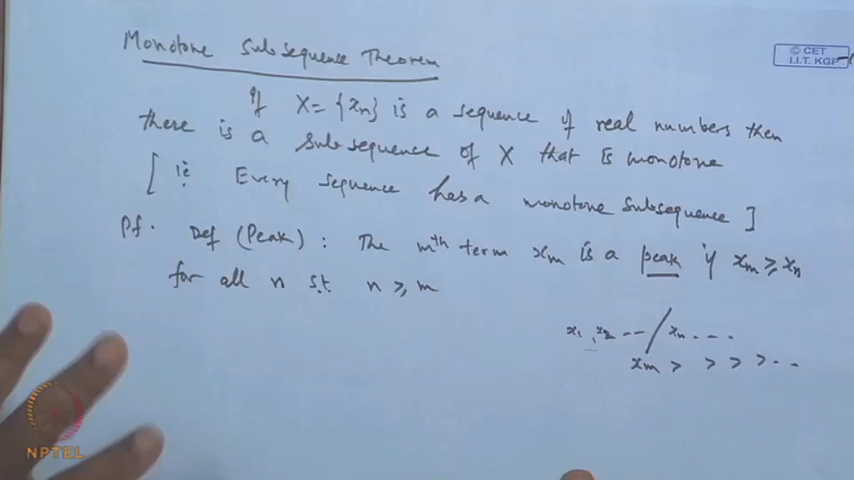 Monotone Subsequence Theorem
© CET
I.I.T. KGP
If X = {xn} is a sequence of real numbers then
there is a subsequence of X that is monotone
[ ie Every sequence has a monotone subsequence ]
Pf. Def (Peak) : The mth term xm is a peak if xm ≥ xn
for all n s.t. n ≥ m
x1, x2 -- / xn ....
xm > > > > ...
NPTEL